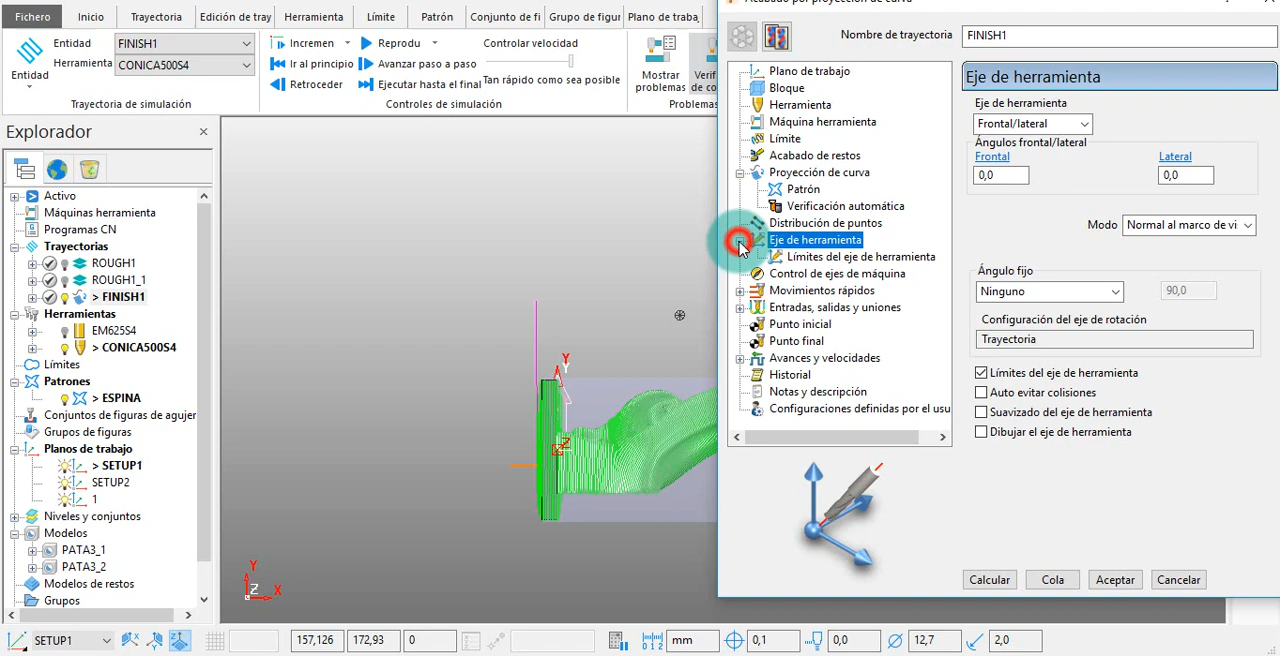 Acabado por proyección de curva
Fichero
Inicio
Trayectoria
Edición de tray
Herramienta
Límite
Patrón
Conjunto de fi
Grupo de figur
Plano de traba
Entidad
Entidad
FINISH1
Herramienta
CONICA500S4
Trayectoria de simulación
Incremen
Reprodu
Ir al principio
Avanzar paso a paso
Retroceder
Ejecutar hasta el final
Controlar velocidad
Tan rápido como sea posible
Controles de simulación
Mostrar
problemas
Verif
de co
Problemas
Explorador
Activo
Máquinas herramienta
Programas CN
Trayectorias
ROUGH1
ROUGH1_1
> FINISH1
Herramientas
EM625S4
> CONICA500S4
Límites
Patrones
> ESPINA
Conjuntos de figuras de agujer
Grupos de figuras
Planos de trabajo
> SETUP1
SETUP2
1
Niveles y conjuntos
Modelos
PATA3_1
PATA3_2
Modelos de restos
Grupos
X
Y
Z
Y
Y
Z
Nombre de trayectoria
FINISH1
Plano de trabajo
Bloque
Herramienta
Máquina herramienta
Límite
Acabado de restos
Proyección de curva
Patrón
Verificación automática
Distribución de puntos
Eje de herramienta
Límites del eje de herramienta
Control de ejes de máquina
Movimientos rápidos
Entradas, salidas y uniones
Punto inicial
Punto final
Avances y velocidades
Historial
Notas y descripción
Configuraciones definidas por el usu
Eje de herramienta
Eje de herramienta
Frontal/lateral
Ángulos frontal/lateral
Frontal
Lateral
0,0
0,0
Modo
Normal al marco de vi
Ángulo fijo
Ninguno
90,0
Configuración del eje de rotación
Trayectoria
Límites del eje de herramienta
Auto evitar colisiones
Suavizado del eje de herramienta
Dibujar el eje de herramienta
Calcular
Cola
Aceptar
Cancelar
SETUP1
157,126
172,93
0
mm
0,1
0,0
12,7
2,0